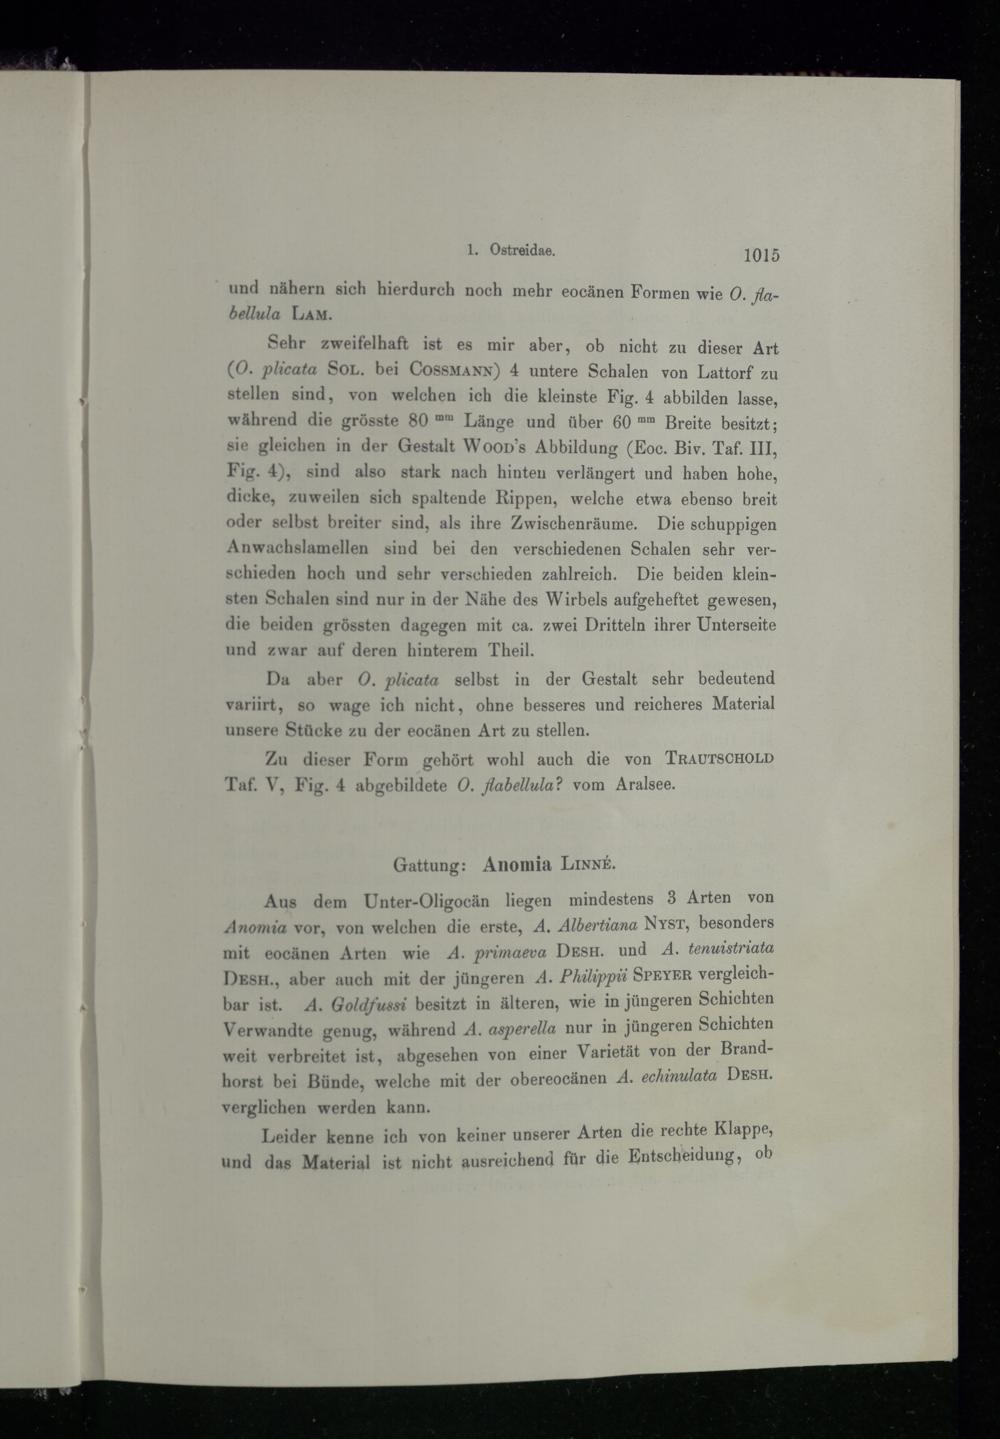 1. Ostreidae. 1015
und nähern sich hierdurch noch mehr eocänen Formen wie O. fla-
bellula LAM.
Sehr zweifelhaft ist es mir aber, ob nicht zu dieser Art
(O. plicata SOL. bei COSSMANN) 4 untere Schalen von Lattorf zu
stellen sind, von welchen ich die kleinste Fig. 4 abbilden lasse,
während die grösste 80 mm Länge und über 60 mm Breite besitzt;
sie gleichen in der Gestalt WOOD's Abbildung (Eoc. Biv. Taf. III,
Fig. 4), sind also stark nach hinten verlängert und haben hohe,
dicke, zuweilen sich spaltende Rippen, welche etwa ebenso breit
oder selbst breiter sind, als ihre Zwischenräume. Die schuppigen
Anwachslamellen sind bei den verschiedenen Schalen sehr ver-
schieden hoch und sehr verschieden zahlreich. Die beiden klein-
sten Schalen sind nur in der Nähe des Wirbels aufgeheftet gewesen,
die beiden grössten dagegen mit ca. zwei Dritteln ihrer Unterseite
und zwar auf deren hinterem Theil.
Da aber O. plicata selbst in der Gestalt sehr bedeutend
variirt, so wage ich nicht, ohne besseres und reicheres Material
unsere Stücke zu der eocänen Art zu stellen.
Zu dieser Form gehört wohl auch die von TRAUTSCHOLD
Taf. V, Fig. 4 abgebildete O. flabellula? vom Aralsee.
Gattung: Anomia LINNÉ.
Aus dem Unter-Oligocän liegen mindestens 3 Arten von
Anomia vor, von welchen die erste, A. Albertiana NYST, besonders
mit eocänen Arten wie A. primaeva DESH. und A. tenuistriata
DESH., aber auch mit der jüngeren A. Philippii SPEYER vergleich-
bar ist. A. Goldfussi besitzt in älteren, wie in jüngeren Schichten
Verwandte genug, während A. asperella nur in jüngeren Schichten
weit verbreitet ist, abgesehen von einer Varietät von der Brand-
horst bei Bünde, welche mit der obereocänen A. echinulata DESH.
verglichen werden kann.
Leider kenne ich von keiner unserer Arten die rechte Klappe,
und das Material ist nicht ausreichend für die Entscheidung, ob